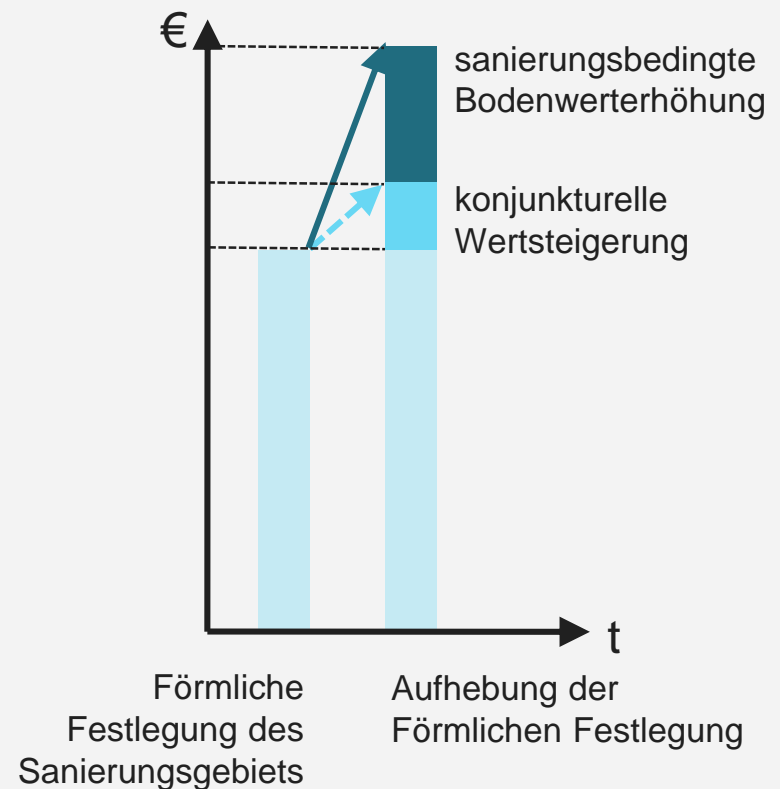 €
sanierungsbedingte
Bodenwerterhöhung
konjunkturelle
Wertsteigerung
t
Förmliche
Festlegung des
Sanierungsgebiets
Aufhebung der
Förmlichen Festlegung